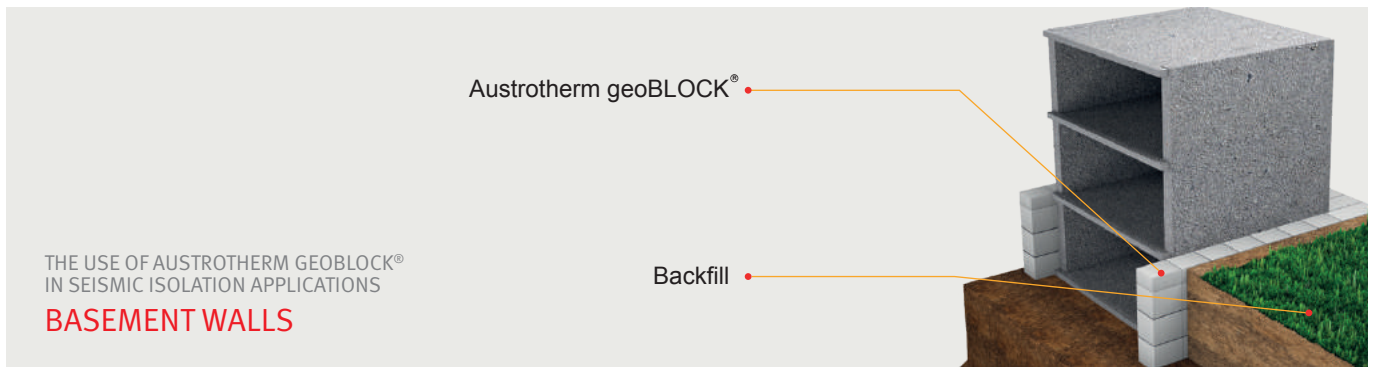 Austrotherm geoBLOCK®
Backfill
THE USE OF AUSTROTHERM GEOBLOCK®
IN SEISMIC ISOLATION APPLICATIONS
BASEMENT WALLS